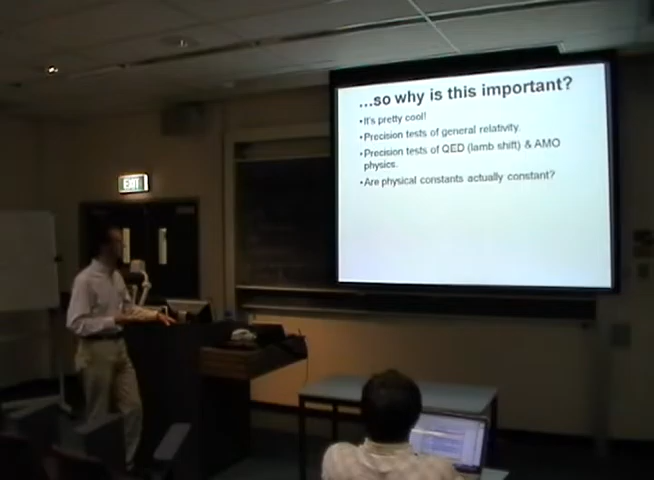 EXIT
...so why is this important?
•It's pretty cool!
•Precision tests of general relativity.
•Precision tests of QED (lamb shift) & AMO
physics.
•Are physical constants actually constant?